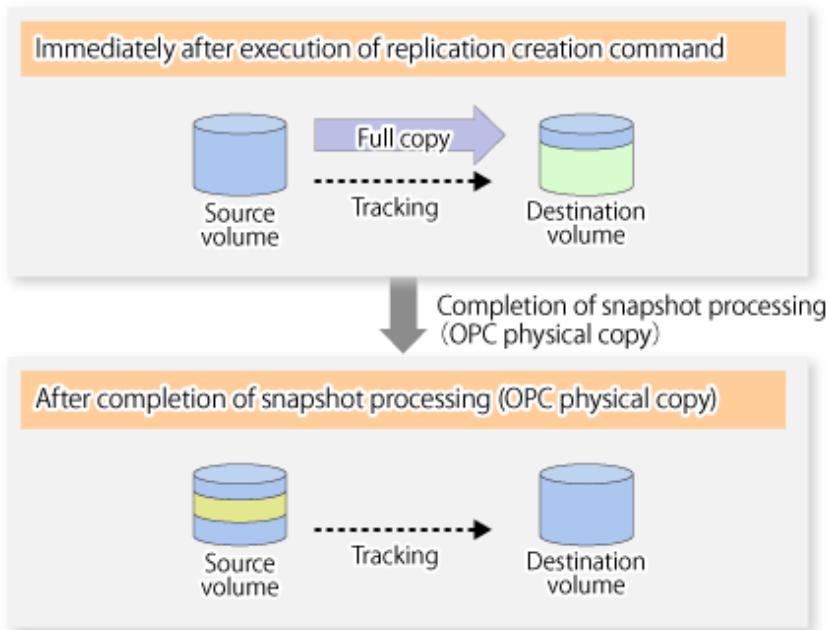 Immediately after execution of replication creation command
Full copy
Tracking
Source
volume
Destination
volume
Completion of snapshot processing
(OPC physical copy)
After completion of snapshot processing (OPC physical copy)
Tracking
Source
volume
Destination
volume